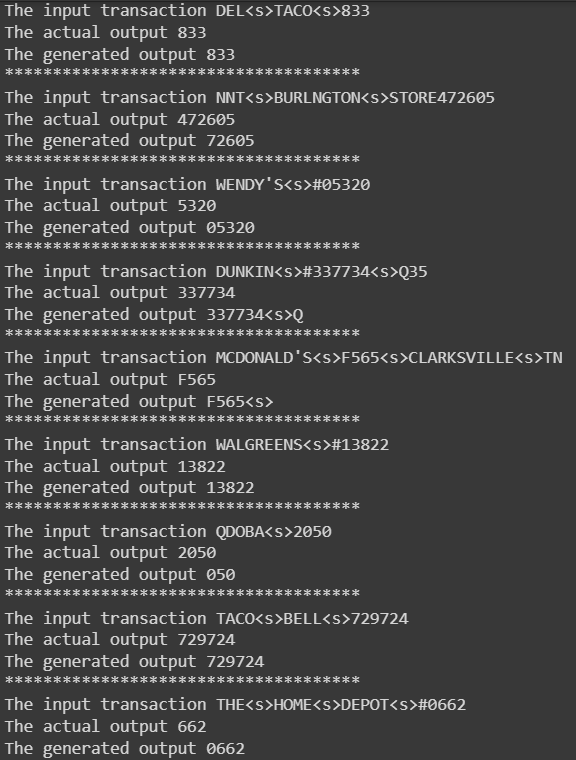 The input transaction DEL<s>TACO<s>833
The actual output 833
The generated output 833
*************************************
The input transaction NNT<s>BURLNGTON<s>STORE472605
The actual output 472605
The generated output 72605
*************************************
The input transaction WENDY'S<s>#05320
The actual output 5320
The generated output 05320
*************************************
The input transaction DUNKIN<s>#337734<s>Q35
The actual output 337734
The generated output 337734<s>Q
*************************************
The input transaction MCDONALD'S<s>F565<s>CLARKSVILLE<s>TN
The actual output F565
The generated output F565<s>
*************************************
The input transaction WALGREENS<s>#13822
The actual output 13822
The generated output 13822
*************************************
The input transaction QDOBA<s>2050
The actual output 2050
The generated output 050
*************************************
The input transaction TACO<s>BELL<s>729724
The actual output 729724
The generated output 729724
*************************************
The input transaction THE<s>HOME<s>DEPOT<s>#0662
The actual output 662
The generated output 0662